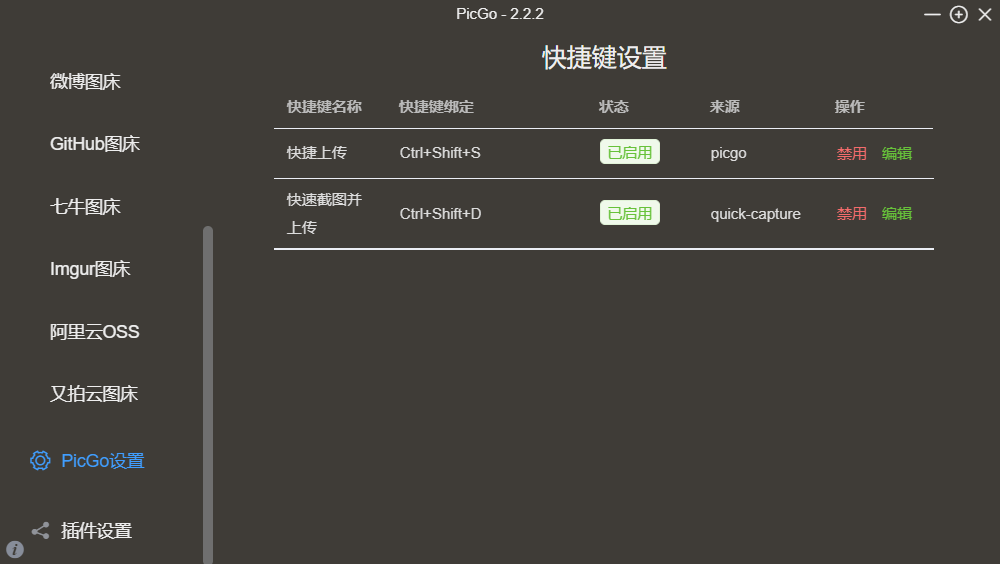 PicGo - 2.2.2
微博图床
GitHub图床
七牛图床
Imgur图床
阿里云OSS
又拍云图床
PicGo设置
插件设置
快捷键设置
快捷键名称 快捷键绑定 状态 来源 操作
快捷上传 Ctrl+Shift+S 已启用 picgo 禁用 编辑
快速截图并
上传 Ctrl+Shift+D 已启用 quick-capture 禁用 编辑